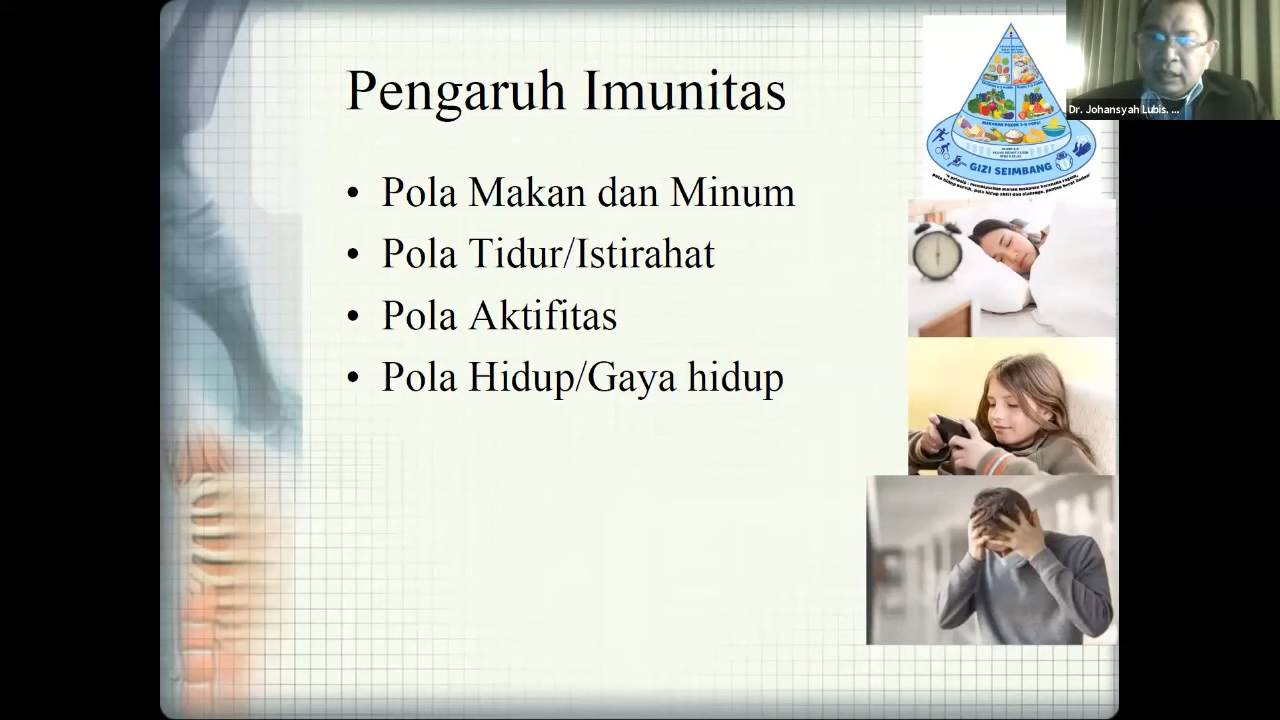 Pengaruh Imunitas
• Pola Makan dan Minum
• Pola Tidur/Istirahat
• Pola Aktifitas
• Pola Hidup/Gaya hidup
GIZI SEIMBANG
Dr. Johansyah Lubis. ...